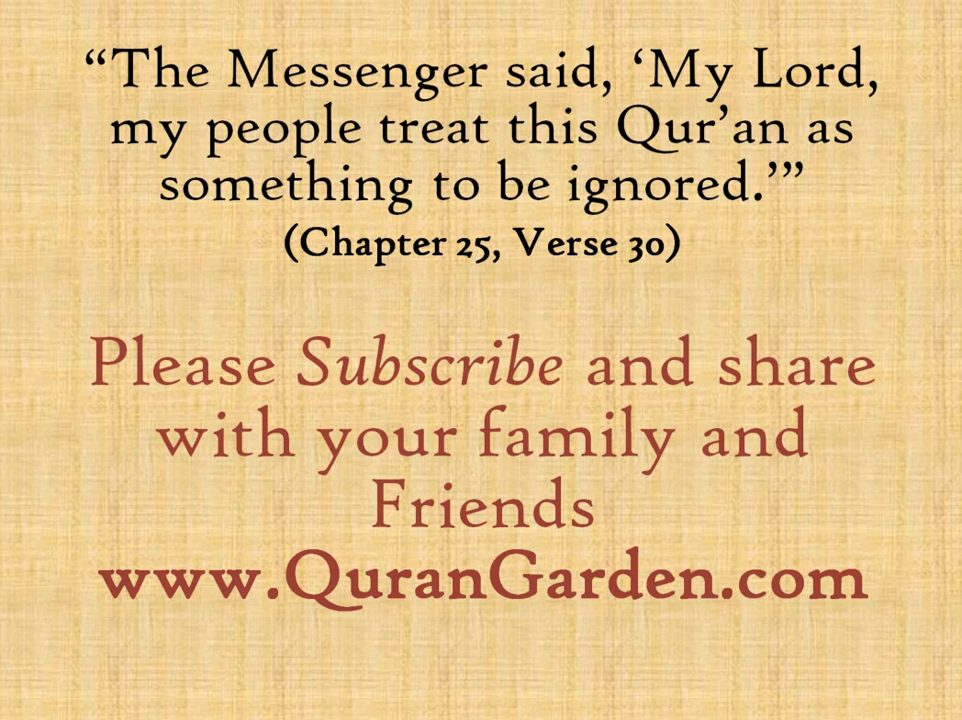 “The Messenger said, ‘My Lord,
my people treat this Qur’an as
something to be ignored.’”
(Chapter 25, Verse 30)
Please Subscribe and share
with your family and
Friends
www.QuranGarden.com